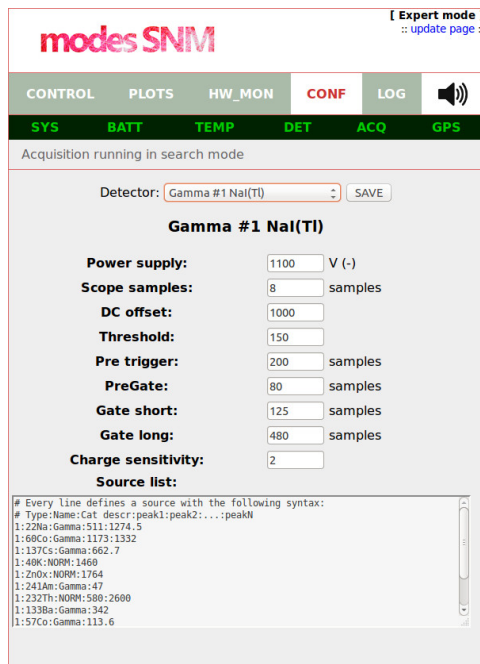 [ Expert mode
:: update page :
modes SNM
CONTROL PLOTS HW_MON CONF LOG
SYS BATT TEMP DET ACQ GPS
Acquisition running in search mode
Detector: Gamma #1 NaI(Tl) SAVE
Gamma #1 NaI(Tl)
Power supply: 1100 V (-)
Scope samples: 8 samples
DC offset: 1000
Threshold: 150
Pre trigger: 200 samples
PreGate: 80 samples
Gate short: 125 samples
Gate long: 480 samples
Charge sensitivity: 2
Source list:
# Every line defines a source with the following syntax:
# Type:Name:Cat descr:peak1:peak2:...:peakN
1:22Na:Gamma:511:1274.5
1:60Co:Gamma:1173:1332
1:137Cs:Gamma:662.7
1:40K:NORM:1460
1:ZnOx:NORM:1764
1:241Am:Gamma:47
1:232Th:NORM:580:2600
1:133Ba:Gamma:342
1:57Co:Gamma:113.6